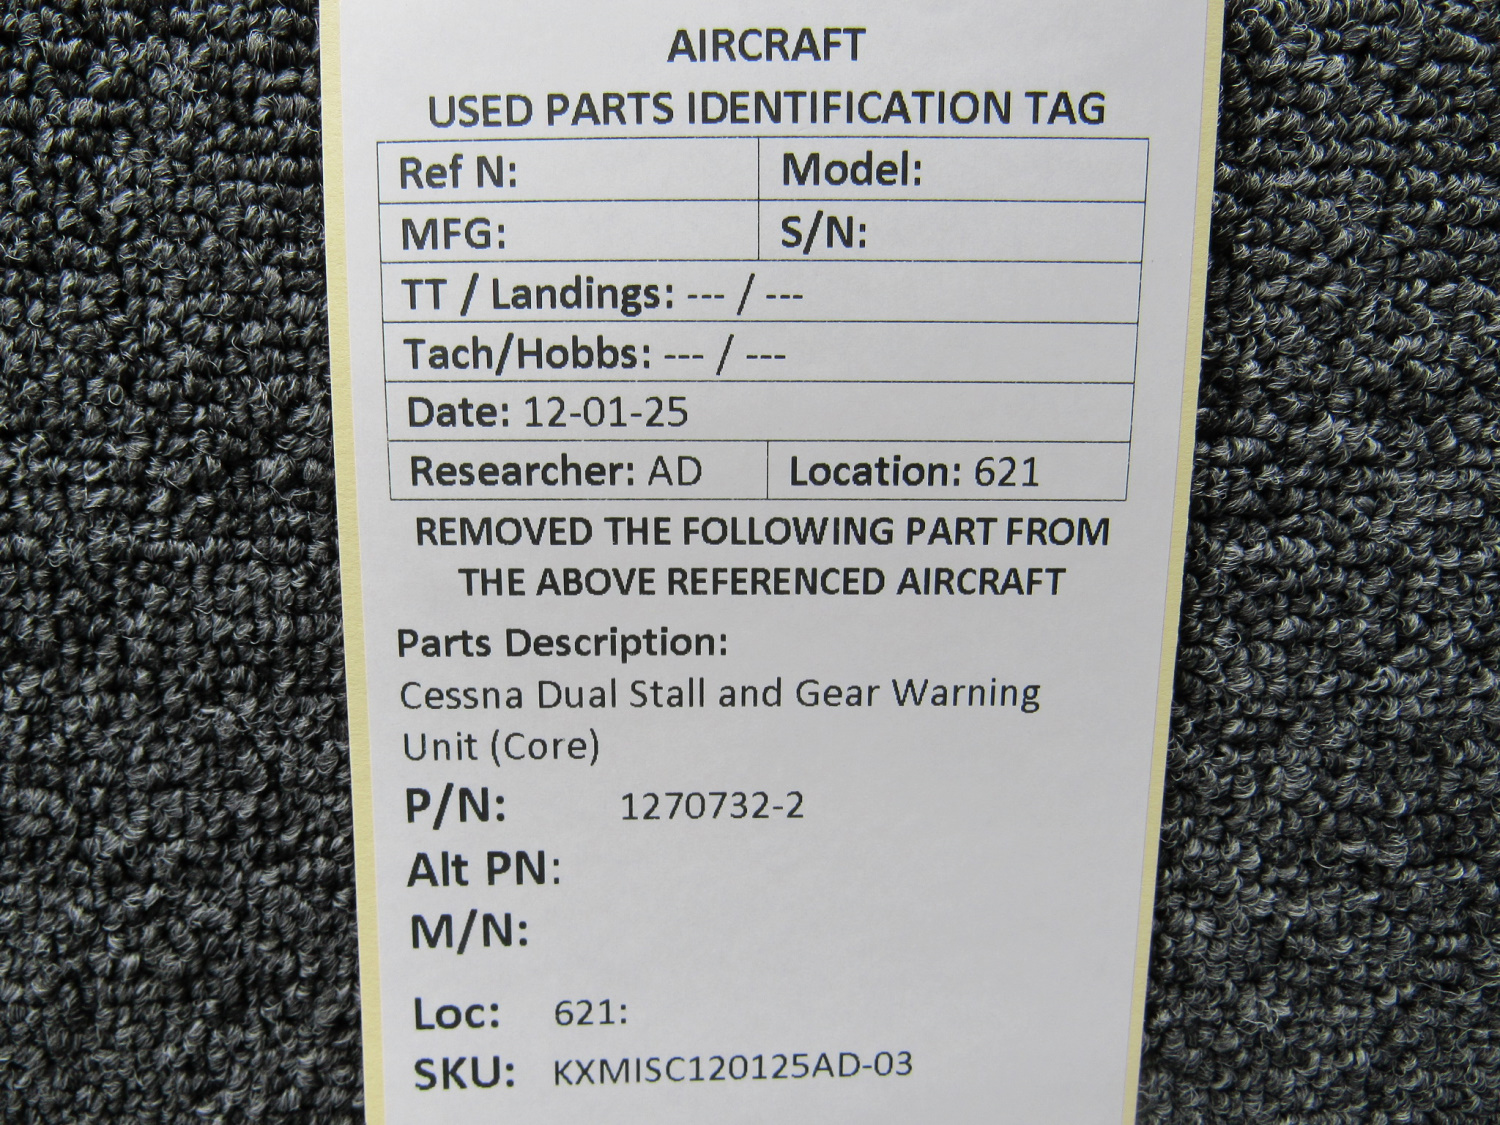 AIRCRAFT
USED PARTS IDENTIFICATION TAG
Ref N: Model:
MFG: S/N:
TT / Landings: --- / ---
Tach/Hobbs: --- / ---
Date: 12-01-25
Researcher: AD Location: 621
REMOVED THE FOLLOWING PART FROM
THE ABOVE REFERENCED AIRCRAFT
Parts Description:
Cessna Dual Stall and Gear Warning
Unit (Core)
P/N: 1270732-2
Alt PN:
M/N:
Loc: 621:
SKU: KXMISC120125AD-03